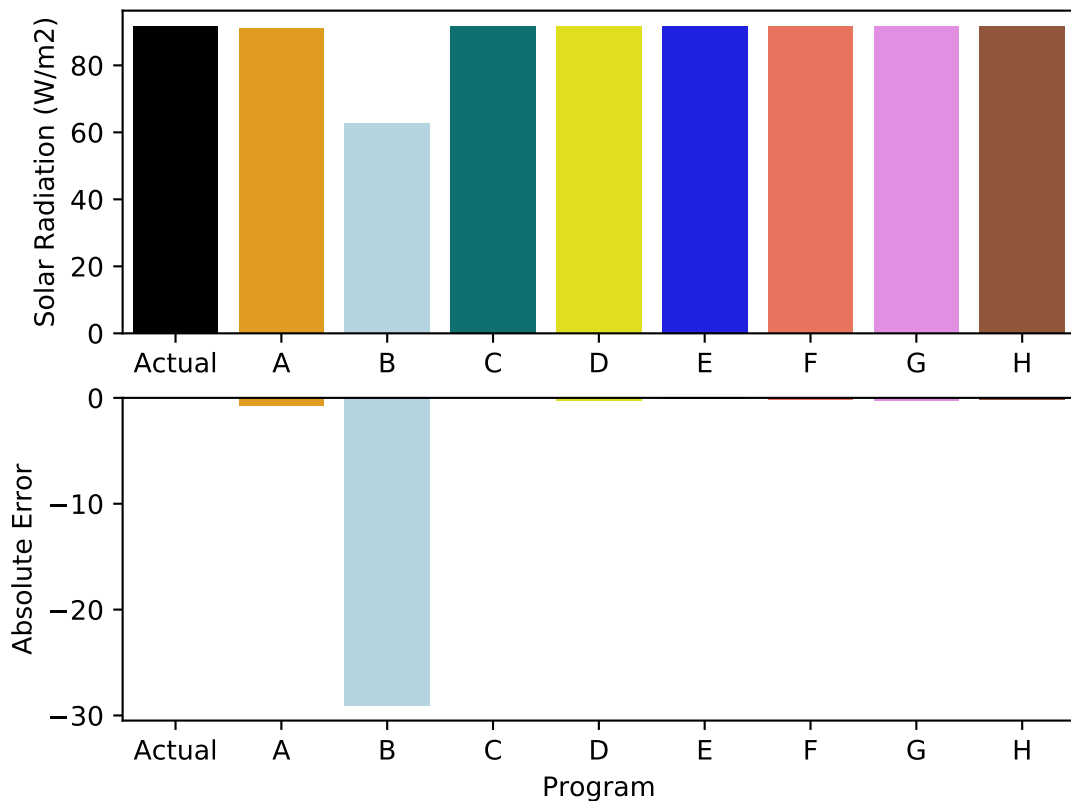 Solar Radiation (W/m2)
80
60
40
20
0
Actual A B C D E F G H
Absolute Error
0
−10
−20
−30
Actual A B C D E F G H
Program